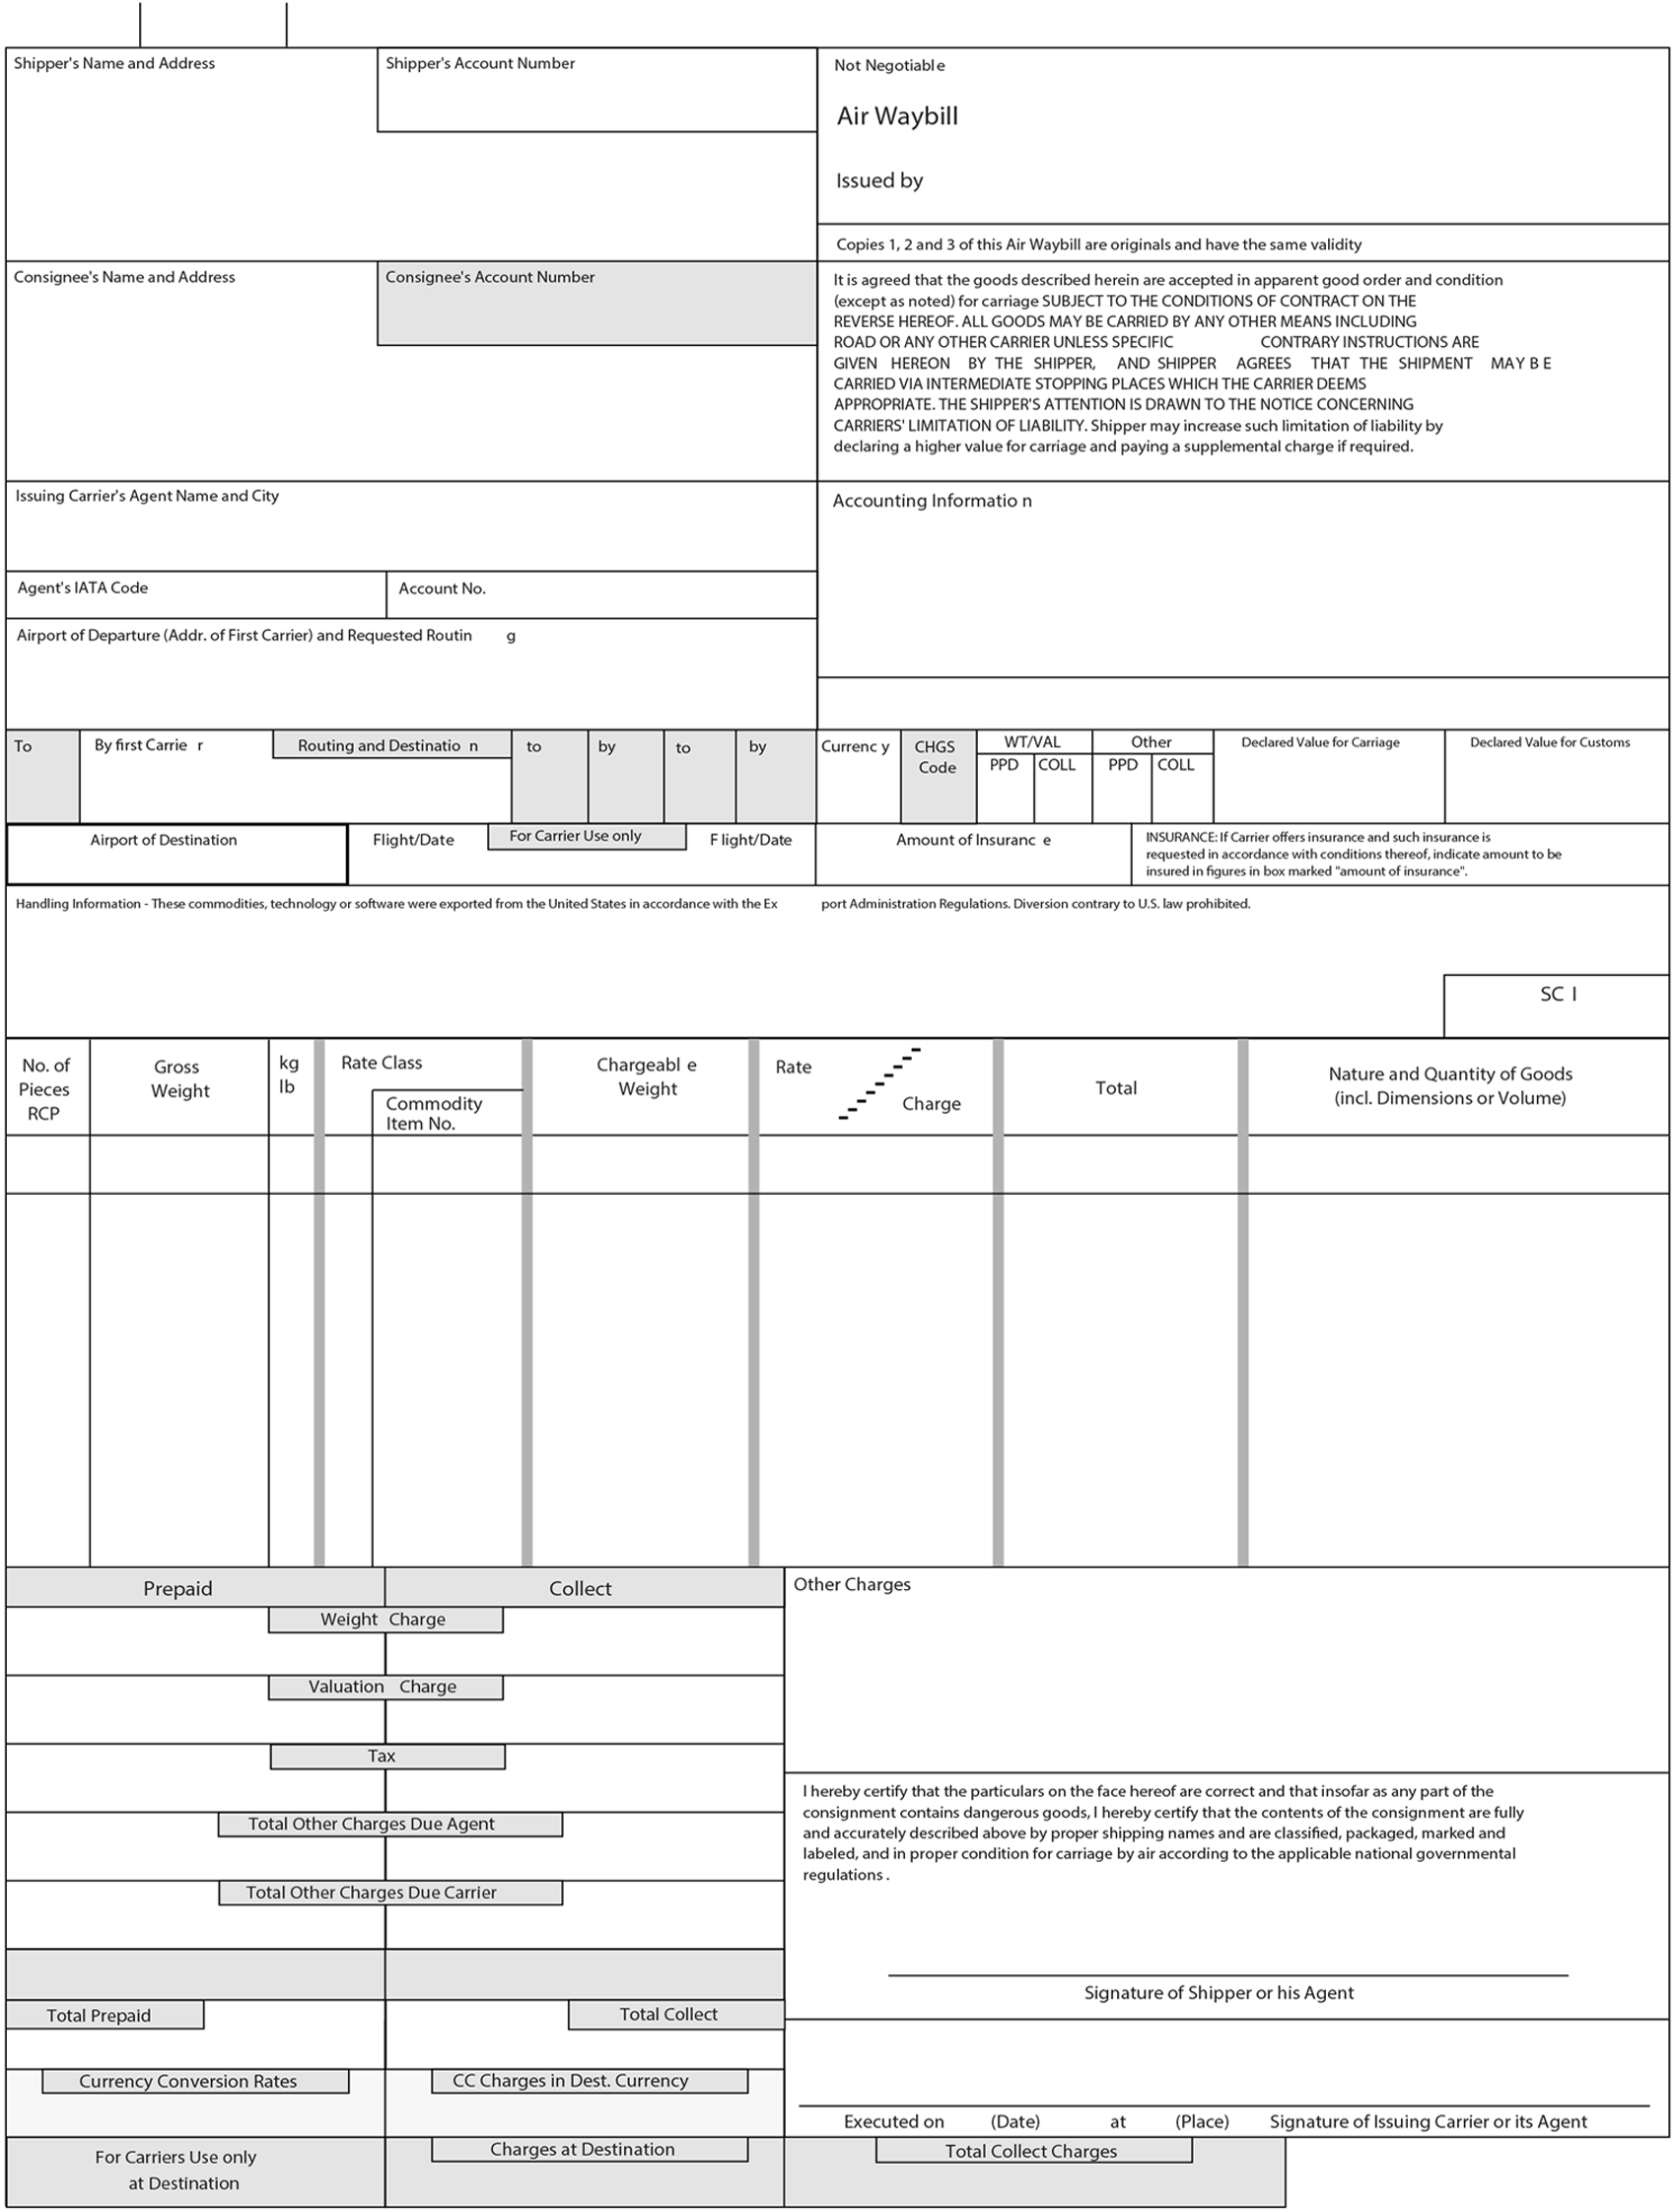 Shipper's Name and Address
Shipper's Account Number
Not Negotiable
Air Waybill
Issued by
Copies 1, 2 and 3 of this Air Waybill are originals and have the same validity
Consignee's Name and Address
Consignee's Account Number
It is agreed that the goods described herein are accepted in apparent good order and condition
(except as noted) for carriage SUBJECT TO THE CONDITIONS OF CONTRACT ON THE
REVERSE HEREOF. ALL GOODS MAY BE CARRIED BY ANY OTHER MEANS INCLUDING
ROAD OR ANY OTHER CARRIER UNLESS SPECIFIC CONTRARY INSTRUCTIONS ARE
GIVEN HEREON BY THE SHIPPER, AND SHIPPER AGREES THAT THE SHIPMENT MAY B E
CARRIED VIA INTERMEDIATE STOPPING PLACES WHICH THE CARRIER DEEMS
APPROPRIATE. THE SHIPPER'S ATTENTION IS DRAWN TO THE NOTICE CONCERNING
CARRIERS' LIMITATION OF LIABILITY. Shipper may increase such limitation of liability by
declaring a higher value for carriage and paying a supplemental charge if required.
Issuing Carrier's Agent Name and City
Accounting Informatio n
Agent's IATA Code
Account No.
Airport of Departure (Addr. of First Carrier) and Requested Routin g
To
By first Carrie r
Routing and Destinatio n
to
by
to
by
Currenc y
CHGS
Code
WT/VAL
PPD
COLL
Other
PPD
COLL
Declared Value for Carriage
Declared Value for Customs
Airport of Destination
Flight/Date
For Carrier Use only
F light/Date
Amount of Insuranc e
INSURANCE: If Carrier offers insurance and such insurance is
requested in accordance with conditions thereof, indicate amount to be
insured in figures in box marked "amount of insurance".
Handling Information - These commodities, technology or software were exported from the United States in accordance with the Ex port Administration Regulations. Diversion contrary to U.S. law prohibited.
SC I
No. of
Pieces
RCP
Gross
Weight
kg
lb
Rate Class
Commodity
Item No.
Chargeabl e
Weight
Rate
Charge
Total
Nature and Quantity of Goods
(incl. Dimensions or Volume)
Prepaid
Collect
Other Charges
Weight Charge
Valuation Charge
Tax
Total Other Charges Due Agent
Total Other Charges Due Carrier
I hereby certify that the particulars on the face hereof are correct and that insofar as any part of the
consignment contains dangerous goods, I hereby certify that the contents of the consignment are fully
and accurately described above by proper shipping names and are classified, packaged, marked and
labeled, and in proper condition for carriage by air according to the applicable national governmental
regulations .
Signature of Shipper or his Agent
Total Prepaid
Total Collect
Currency Conversion Rates
CC Charges in Dest. Currency
Executed on (Date) at (Place) Signature of Issuing Carrier or its Agent
For Carriers Use only
at Destination
Charges at Destination
Total Collect Charges